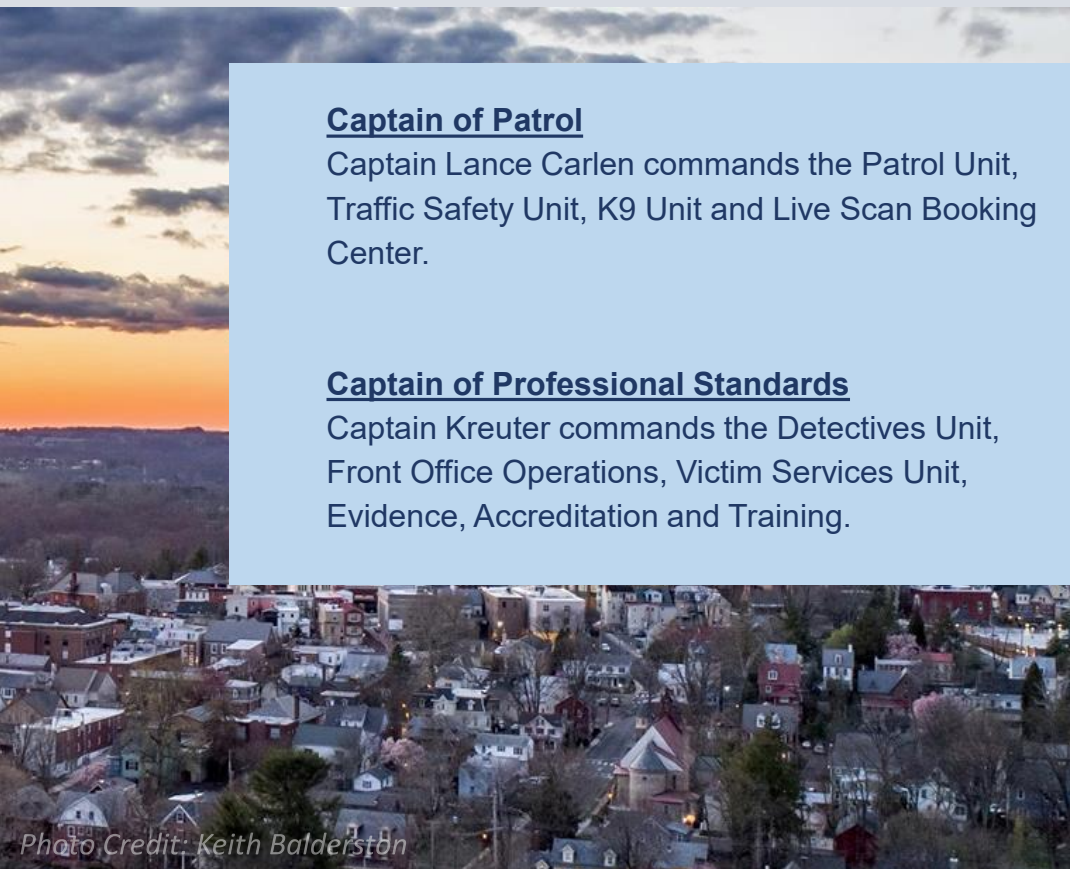 Captain of Patrol
Captain Lance Carlen commands the Patrol Unit,
Traffic Safety Unit, K9 Unit and Live Scan Booking
Center.
Captain of Professional Standards
Captain Kreuter commands the Detectives Unit,
Front Office Operations, Victim Services Unit,
Evidence, Accreditation and Training.
Photo Credit: Keith Balderston